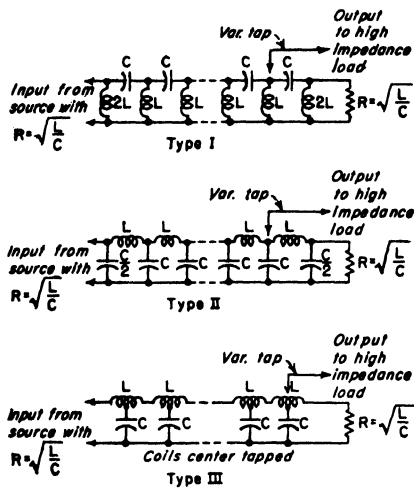 Output
Var. tap to high
Impedance
load
C C C C
Input from
source with
R=√L/C
2L L L L L 2L
R=√L/C
Type I
Output
Var. tap to high
impedance
load
L L L L
Input from
source with
R=√L/C
C/2 C C C C C/2
R=√L/C
Type II
Output
Var. tap to high
impedance
load
L L L L
Input from
source with
R=√L/C
C C C C
R=√L/C
Coils center tapped
Type III